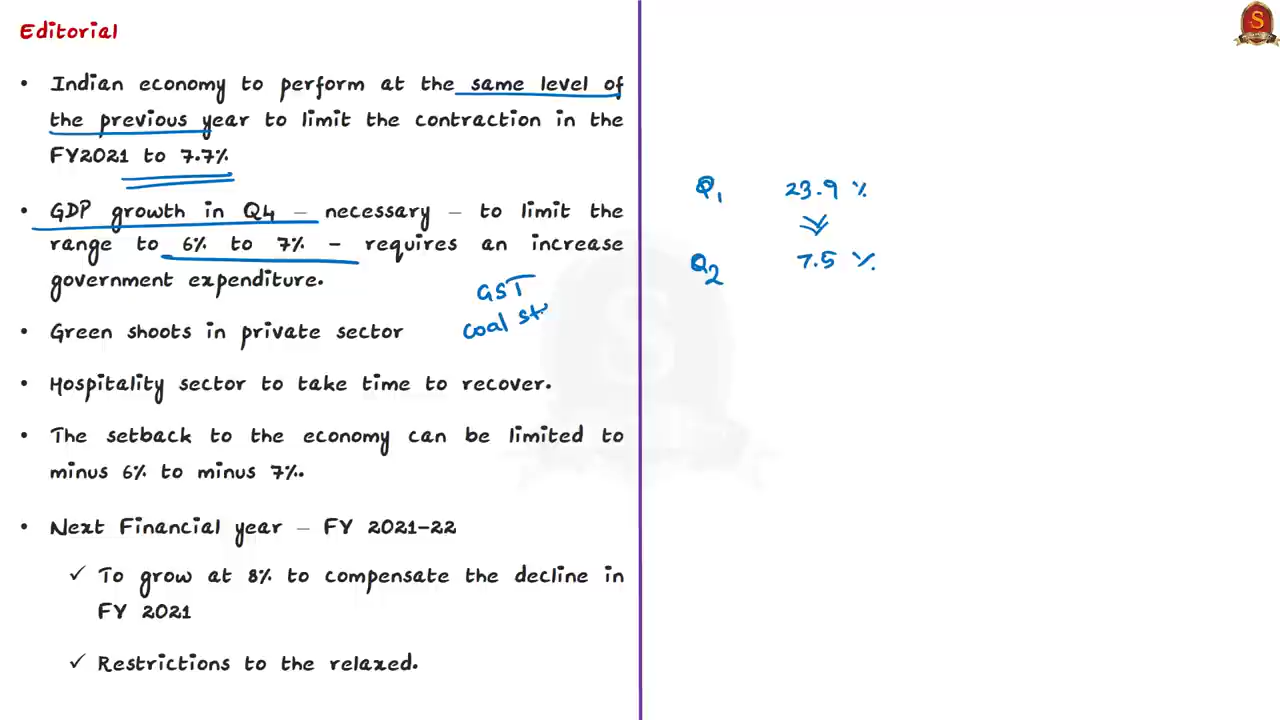 Editorial
• Indian economy to perform at the same level of
the previous year to limit the contraction in the
FY2021 to 7.7%
• GDP growth in Q4 – necessary – to limit the
range to 6% to 7% – requires an increase
government expenditure.
GST
coal st
• Green shoots in private sector
• Hospitality sector to take time to recover.
• The setback to the economy can be limited to
minus 6% to minus 7%.
• Next Financial year – FY 2021-22
✓ To grow at 8% to compensate the decline in
FY 2021
✓ Restrictions to the relaxed.
Q1 23.9 %
Q2 7.5 %
S